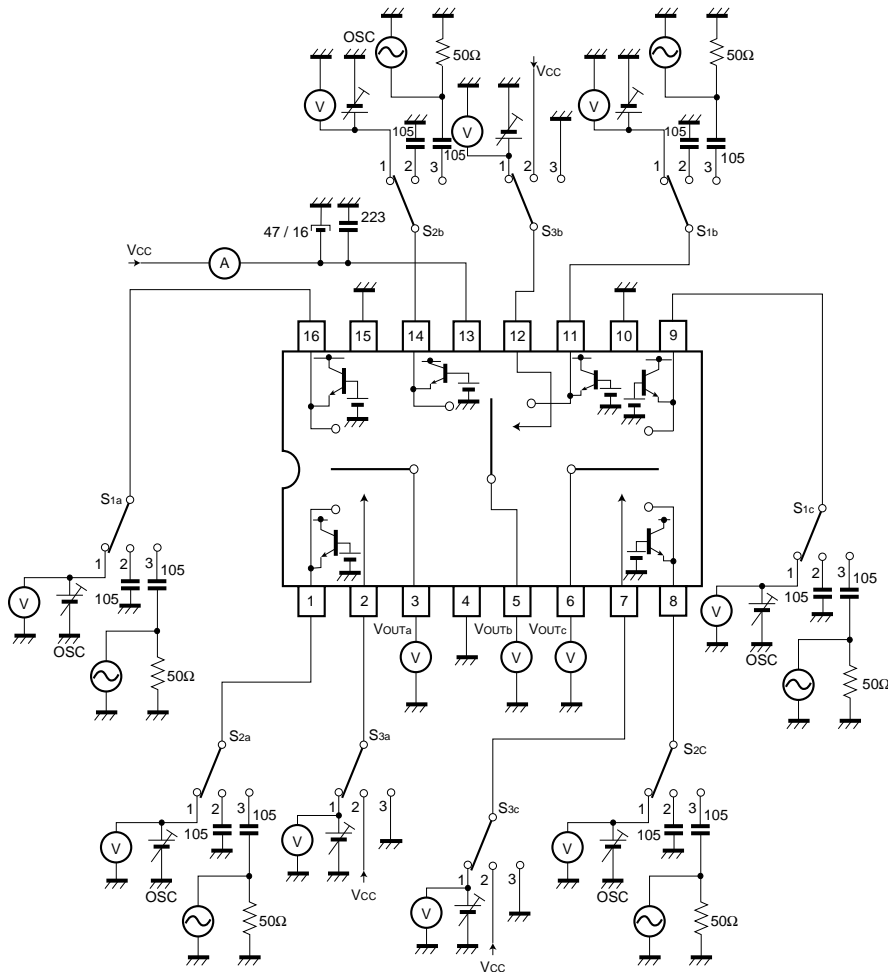 OSC
50Ω
V
VCC
105
105
1
2
3
S2b
V
1
2
3
S3b
50Ω
V
105
105
1
2
3
S1b
47 / 16
223
VCC
A
16
15
14
13
12
11
10
9
S1a
1
2
3
105
105
V
OSC
50Ω
S1c
1
2
3
105
105
V
OSC
50Ω
1
2
3
4
5
6
7
8
VOUTa
VOUTb
VOUTc
V
V
V
S2a
1
2
3
105
105
V
OSC
50Ω
S3a
1
2
3
V
VCC
S3c
1
2
3
V
VCC
S2C
1
2
3
105
105
V
OSC
50Ω